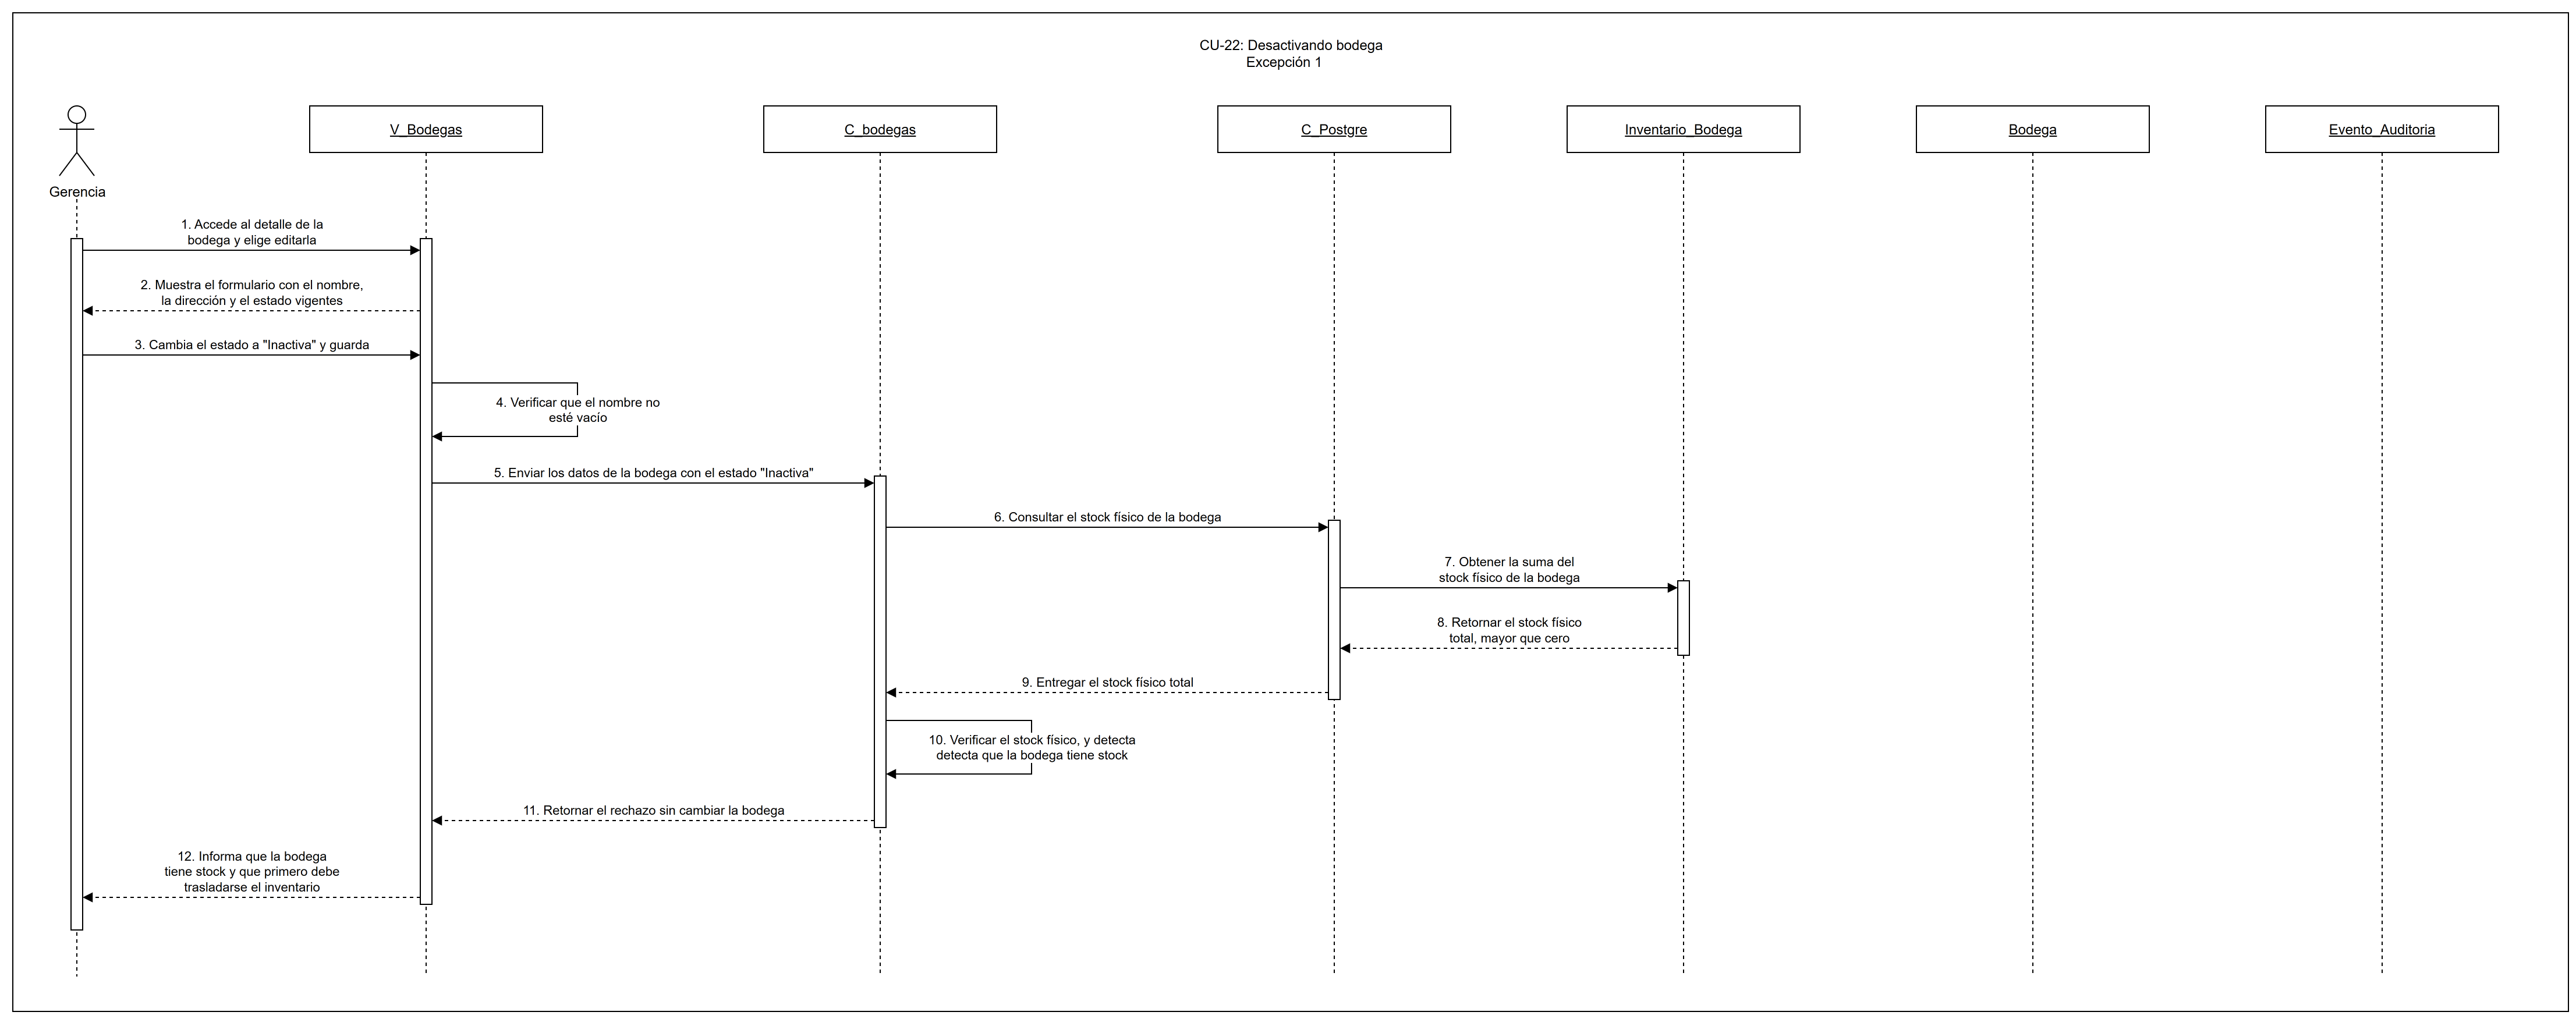 CU-22: Desactivando bodega
Excepción 1
Gerencia
V_Bodegas
C_bodegas
C_Postgre
Inventario_Bodega
Bodega
Evento_Auditoria
1. Accede al detalle de la
bodega y elige editarla
2. Muestra el formulario con el nombre,
la dirección y el estado vigentes
3. Cambia el estado a "Inactiva" y guarda
4. Verificar que el nombre no
esté vacío
5. Enviar los datos de la bodega con el estado "Inactiva"
6. Consultar el stock físico de la bodega
7. Obtener la suma del
stock físico de la bodega
8. Retornar el stock físico
total, mayor que cero
9. Entregar el stock físico total
10. Verificar el stock físico, y detecta
detecta que la bodega tiene stock
11. Retornar el rechazo sin cambiar la bodega
12. Informa que la bodega
tiene stock y que primero debe
trasladarse el inventario